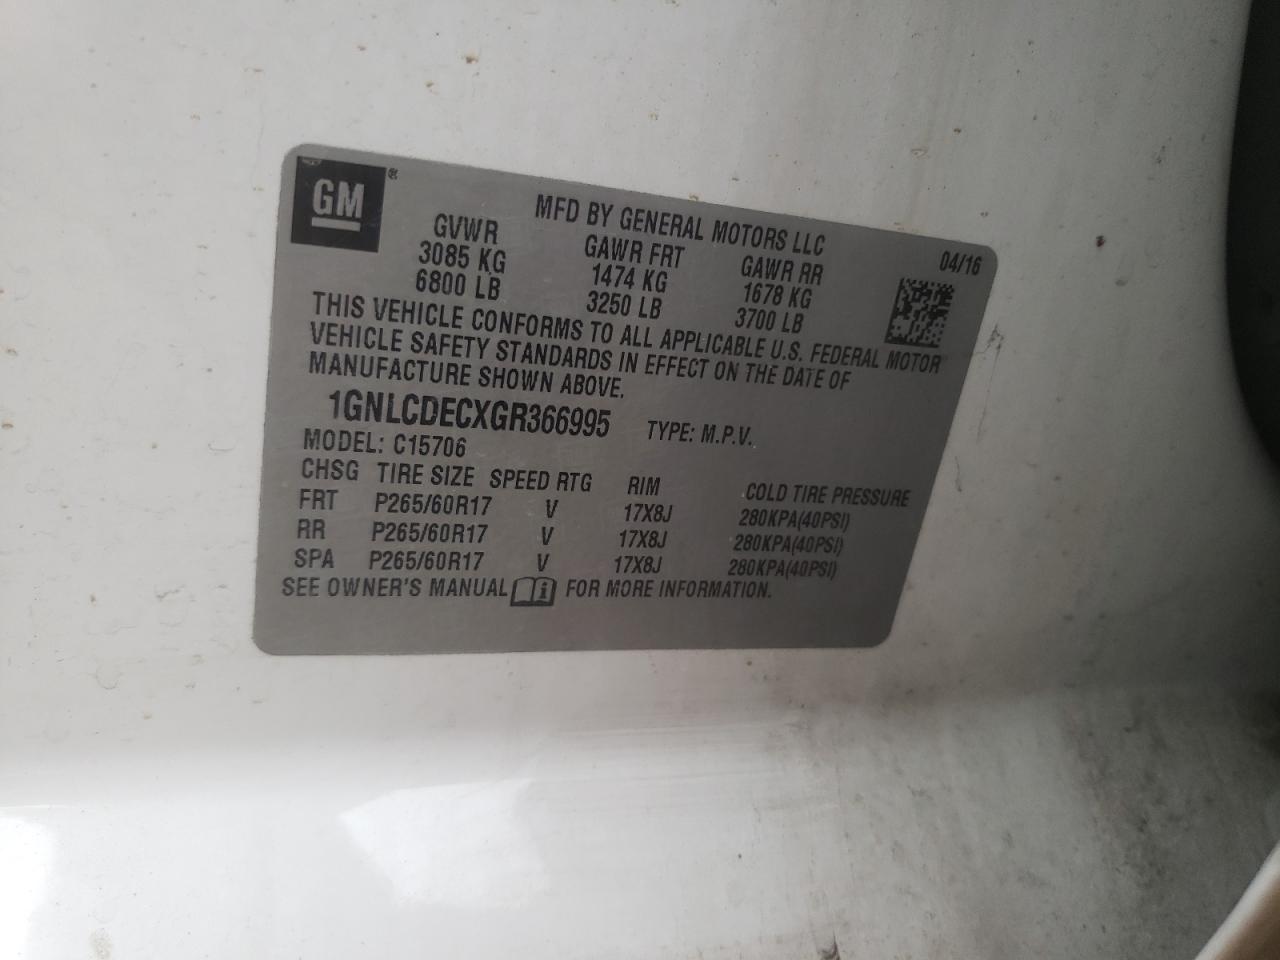 GM ®
MFD BY GENERAL MOTORS LLC
04/16
GVWR GAWR FRT GAWR RR
3085 KG 1474 KG 1678 KG
6800 LB 3250 LB 3700 LB
THIS VEHICLE CONFORMS TO ALL APPLICABLE U.S. FEDERAL MOTOR
VEHICLE SAFETY STANDARDS IN EFFECT ON THE DATE OF
MANUFACTURE SHOWN ABOVE.
1GNLCDECXGR366995 TYPE: M.P.V.
MODEL: C15706
CHSG TIRE SIZE SPEED RTG RIM COLD TIRE PRESSURE
FRT P265/60R17 V 17X8J 280KPA(40PSI)
RR P265/60R17 V 17X8J 280KPA(40PSI)
SPA P265/60R17 V 17X8J 280KPA(40PSI)
SEE OWNER'S MANUAL i FOR MORE INFORMATION.